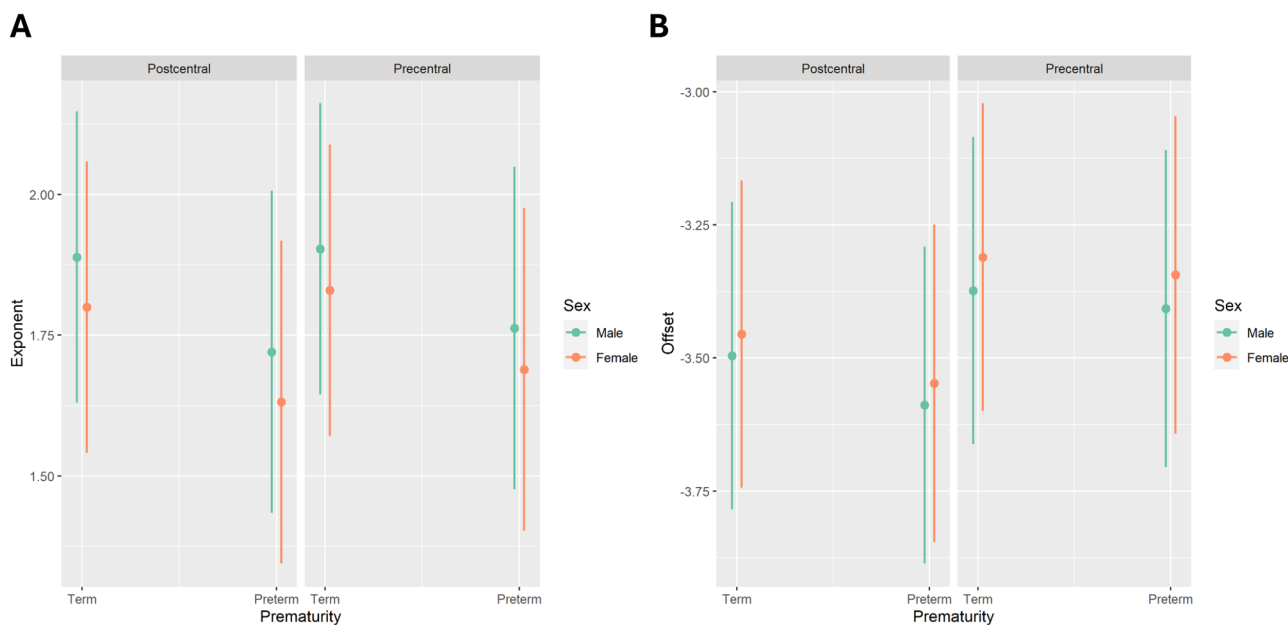 A
Postcentral
Precentral
2.00
1.75
1.50
Exponent
Term
Preterm
Term
Preterm
Prematurity
Sex
Male
Female
B
Postcentral
Precentral
-3.00
-3.25
-3.50
-3.75
Offset
Term
Preterm
Term
Preterm
Prematurity
Sex
Male
Female